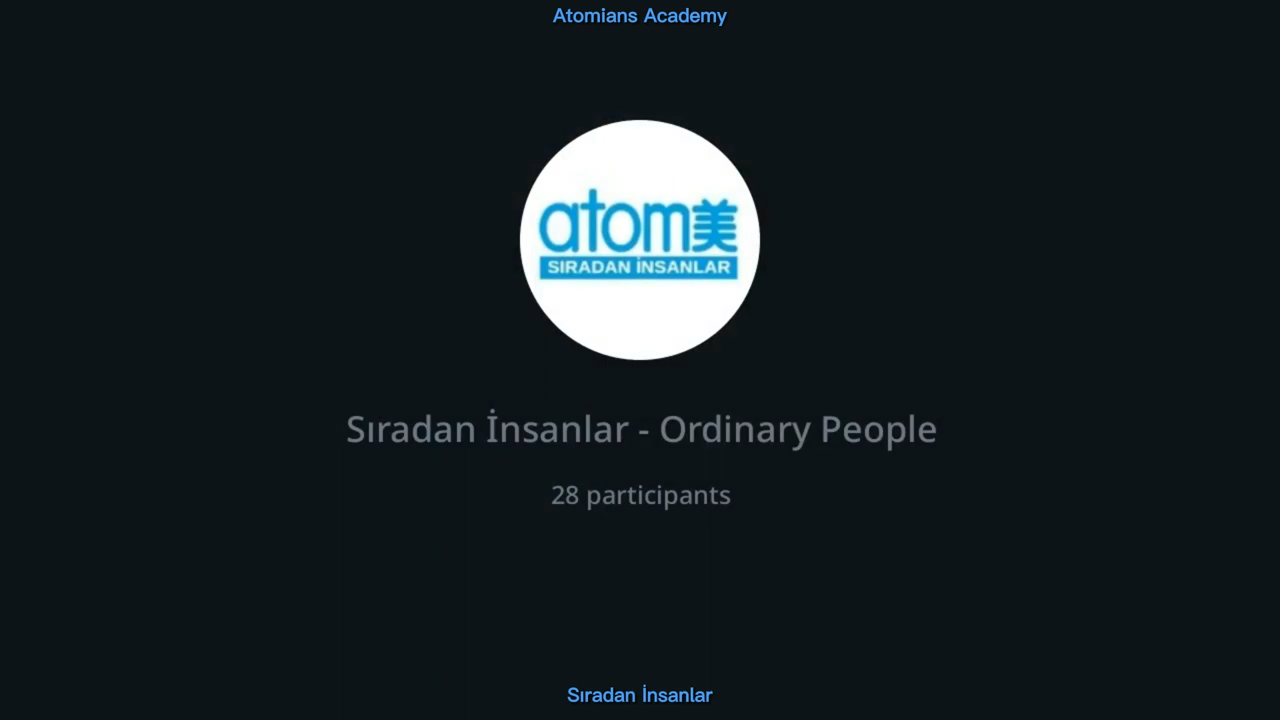 Atomians Academy
atom美
SIRADAN İNSANLAR
Sıradan İnsanlar - Ordinary People
28 participants
Sıradan İnsanlar